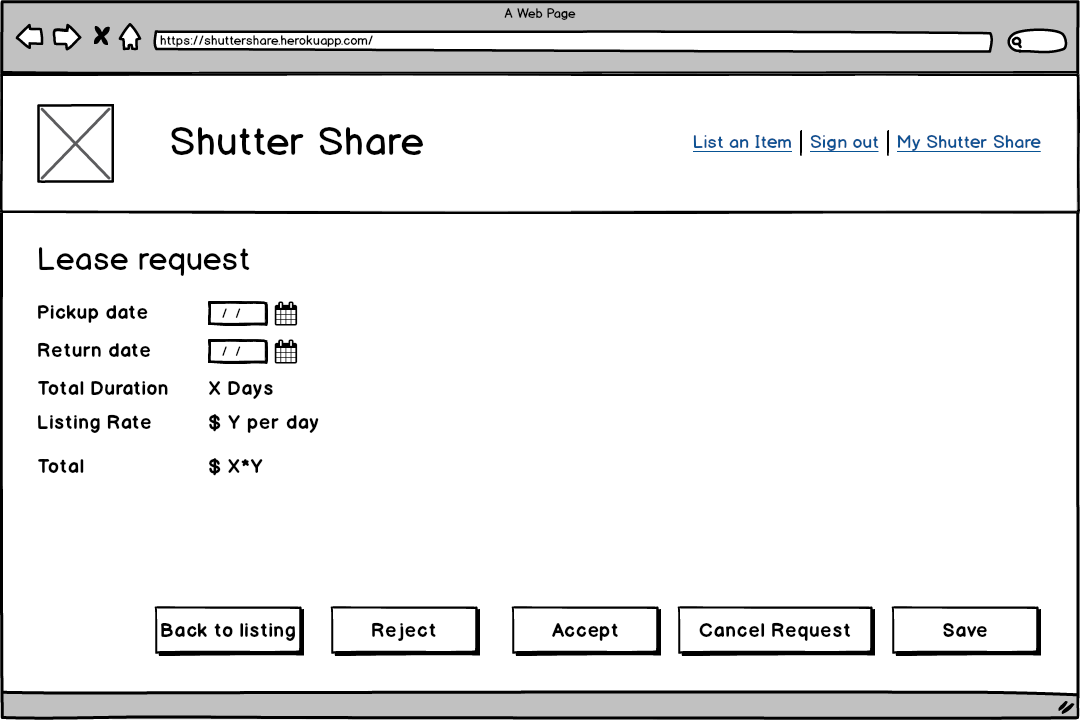 A Web Page
https://shuttershare.herokuapp.com/
Shutter Share
List an Item | Sign out | My Shutter Share
Lease request
Pickup date / /
Return date / /
Total Duration X Days
Listing Rate $ Y per day
Total $ X*Y
Back to listing Reject Accept Cancel Request Save